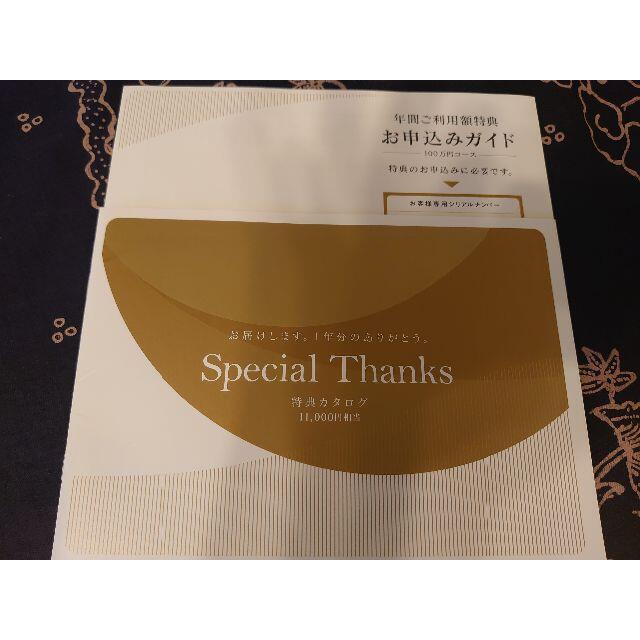 年間ご利用額特典
お申込みガイド
100万円コース
特典のお申込みに必要です。
お客様専用シリアルナンバー
お届けします。1年分のありがとう。
Special Thanks
特典カタログ
11,000円相当